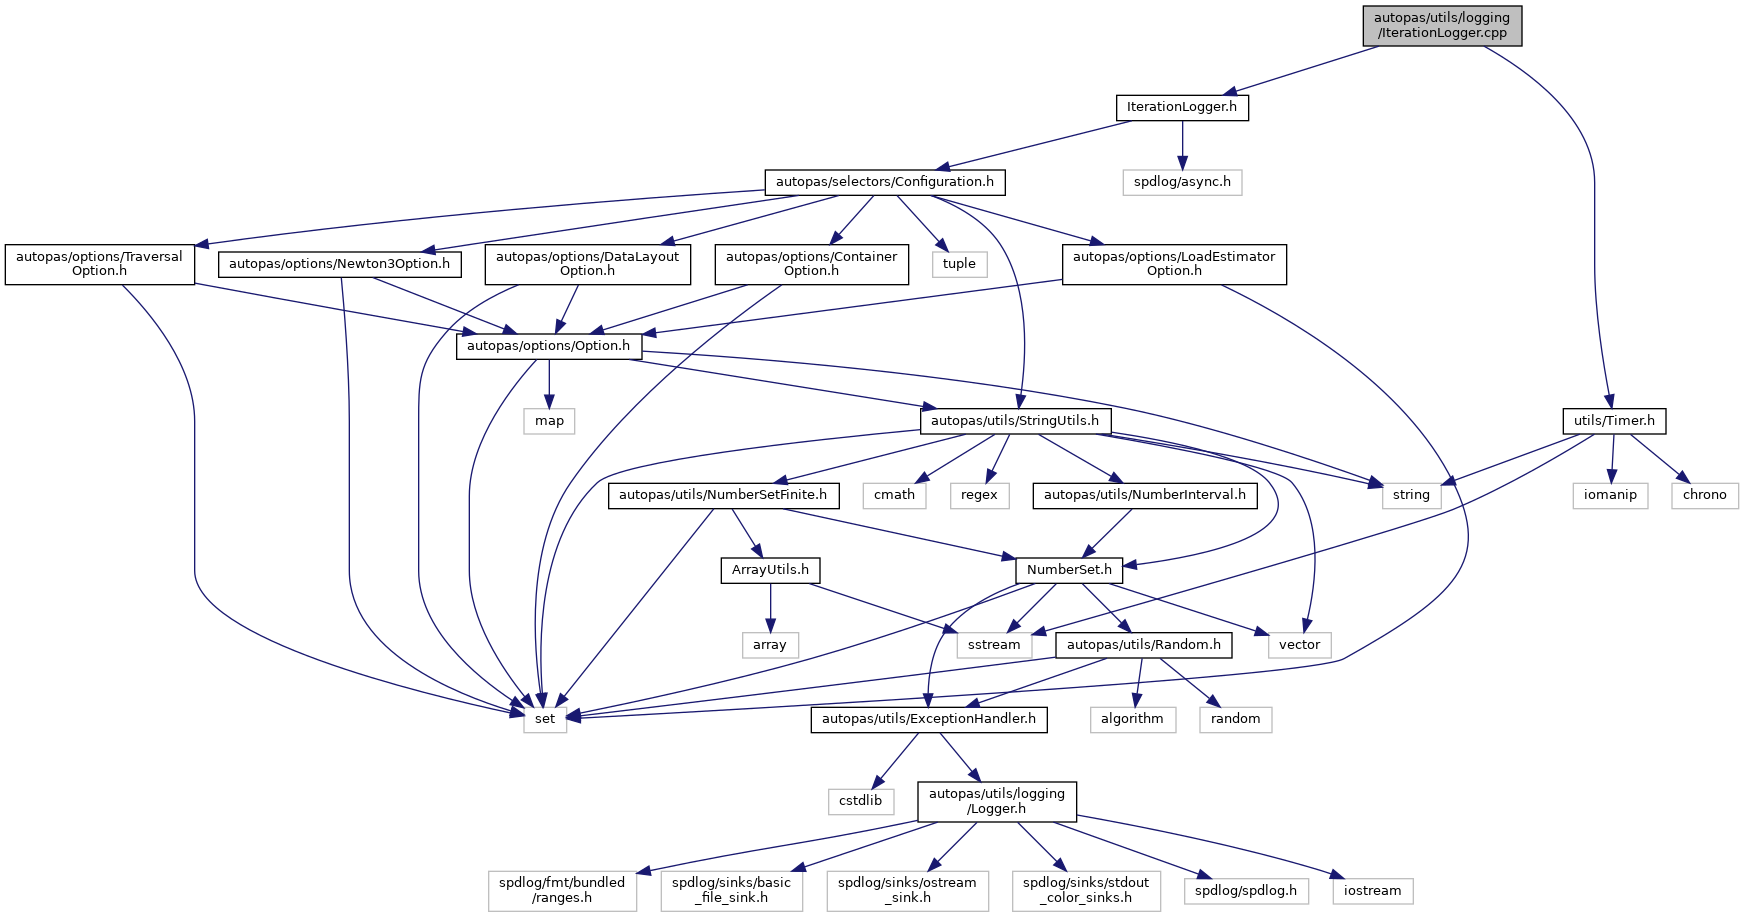 autopas/utils/logging
/IterationLogger.cpp
IterationLogger.h
autopas/selectors/Configuration.h
spdlog/async.h
autopas/options/Traversal
Option.h
autopas/options/Newton3Option.h
autopas/options/DataLayout
Option.h
autopas/options/Container
Option.h
tuple
autopas/options/LoadEstimator
Option.h
autopas/options/Option.h
map
autopas/utils/StringUtils.h
utils/Timer.h
autopas/utils/NumberSetFinite.h
cmath
regex
autopas/utils/NumberInterval.h
string
iomanip
chrono
ArrayUtils.h
NumberSet.h
array
sstream
autopas/utils/Random.h
vector
set
autopas/utils/ExceptionHandler.h
algorithm
random
cstdlib
autopas/utils/logging
/Logger.h
spdlog/fmt/bundled
/ranges.h
spdlog/sinks/basic
_file_sink.h
spdlog/sinks/ostream
_sink.h
spdlog/sinks/stdout
_color_sinks.h
spdlog/spdlog.h
iostream